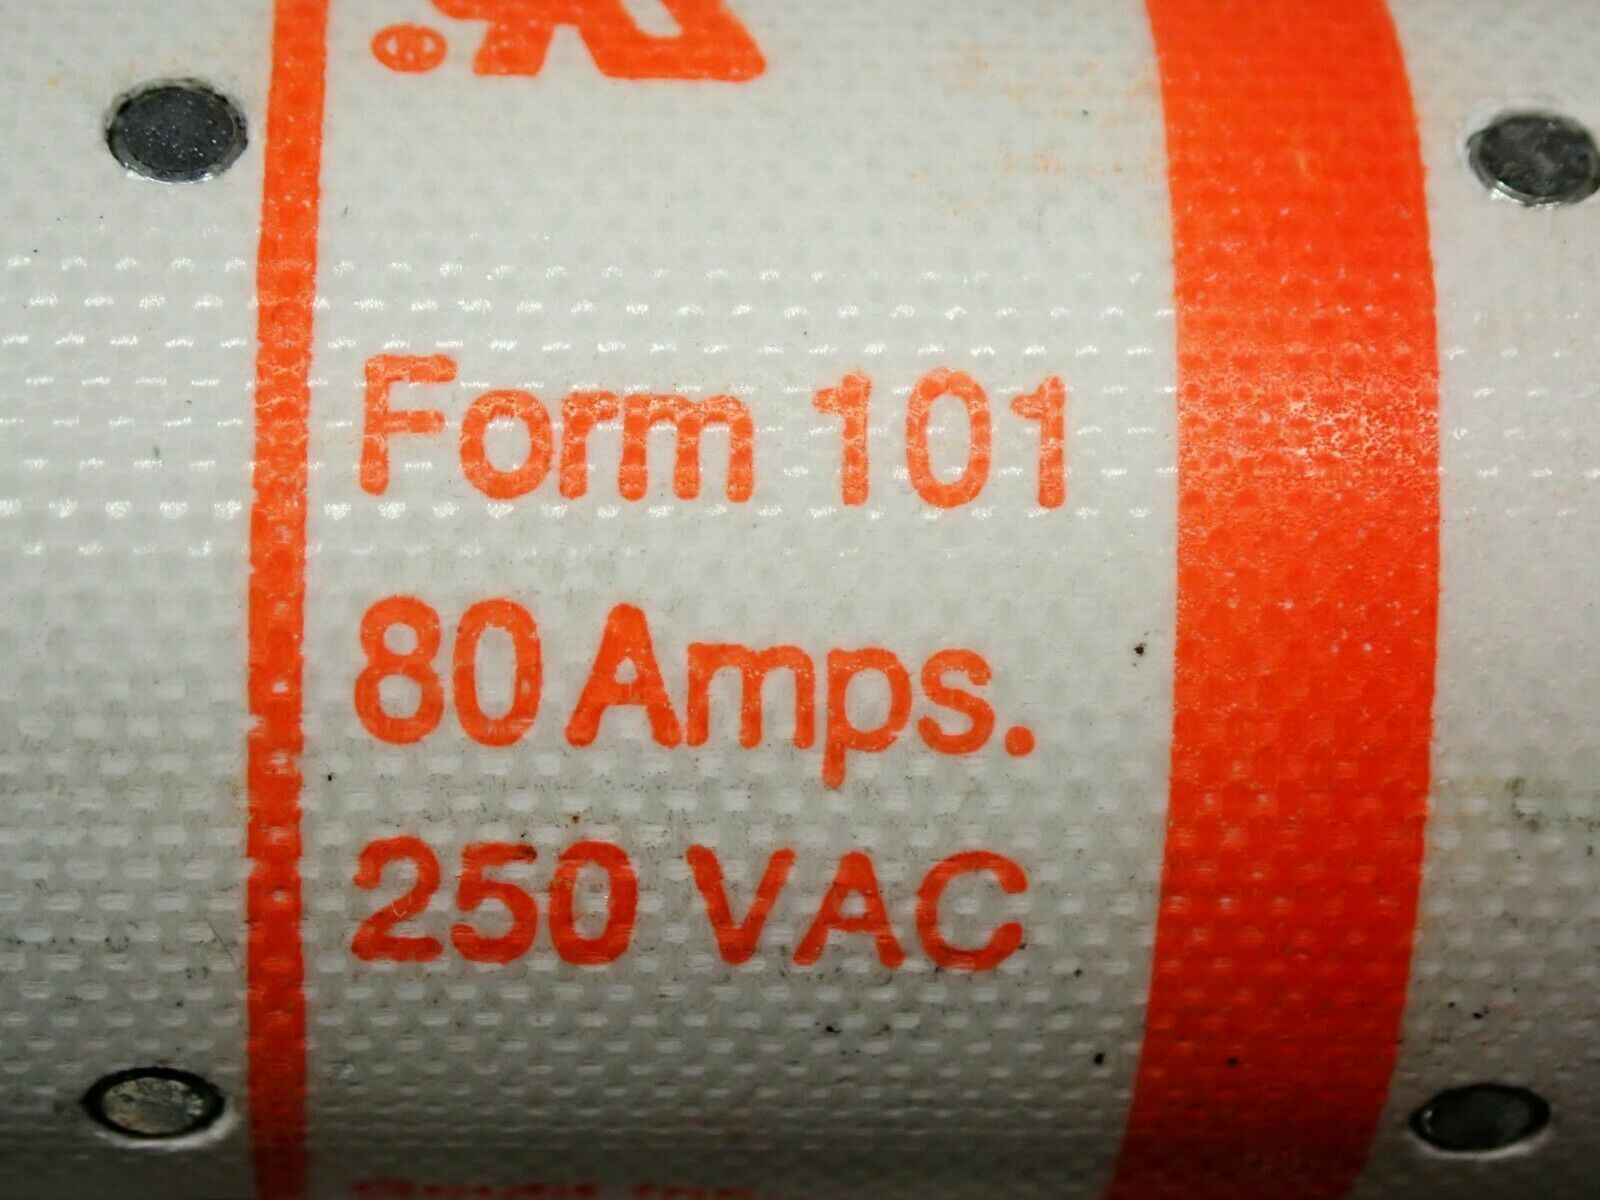 ®
Form 101
80 Amps.
250 VAC